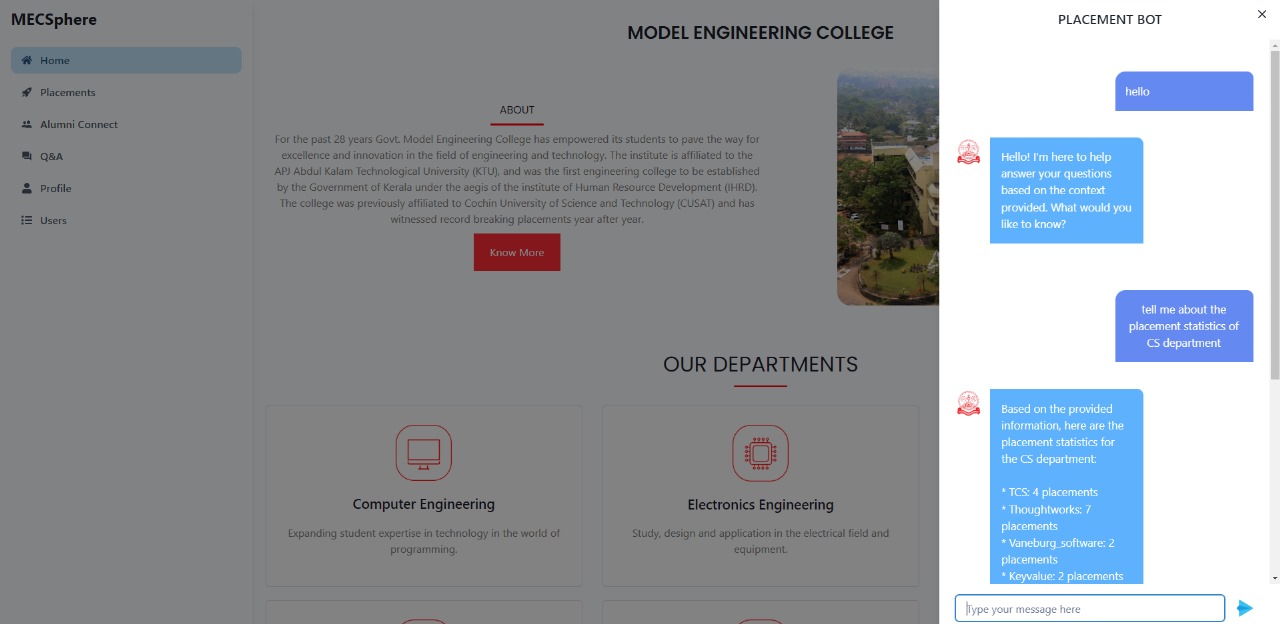 MECSphere
Home
Placements
Alumni Connect
Q&A
Profile
Users
MODEL ENGINEERING COLLEGE
ABOUT
For the past 28 years Govt. Model Engineering College has empowered its students to pave the way for
excellence and innovation in the field of engineering and technology. The institute is affiliated to the
APJ Abdul Kalam Technological University (KTU), and was the first engineering college to be established
by the Government of Kerala under the aegis of the institute of Human Resource Development (IHRD).
The college was previously affiliated to Cochin University of Science and Technology (CUSAT) and has
witnessed record breaking placements year after year.
Know More
OUR DEPARTMENTS
Computer Engineering
Expanding student expertise in technology in the world of
programming.
Electronics Engineering
Study, design and application in the electrical field and
equipment.
PLACEMENT BOT
hello
Hello! I'm here to help
answer your questions
based on the context
provided. What would you
like to know?
tell me about the
placement statistics of
CS department
Based on the provided
information, here are the
placement statistics for
the CS department:
* TCS: 4 placements
* Thoughtworks: 7
placements
* Vaneburg_software: 2
placements
* Keyvalue: 2 placements
Type your message here